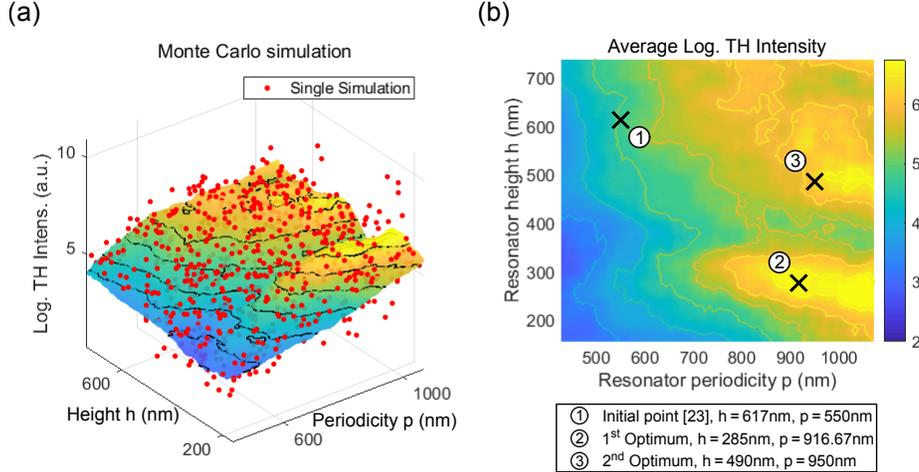 (a)
Monte Carlo simulation
Single Simulation
10
5
Log. TH Intens. (a.u.)
600
200
Height h (nm)
600
1000
Periodicity p (nm)
(b)
Average Log. TH Intensity
700
600
500
400
300
200
Resonator height h (nm)
1
2
3
500 600 700 800 900 1000
Resonator periodicity p (nm)
6
5
4
3
2
1 Initial point [23], h = 617nm, p = 550nm
2 1st Optimum, h = 285nm, p = 916.67nm
3 2nd Optimum, h = 490nm, p = 950nm